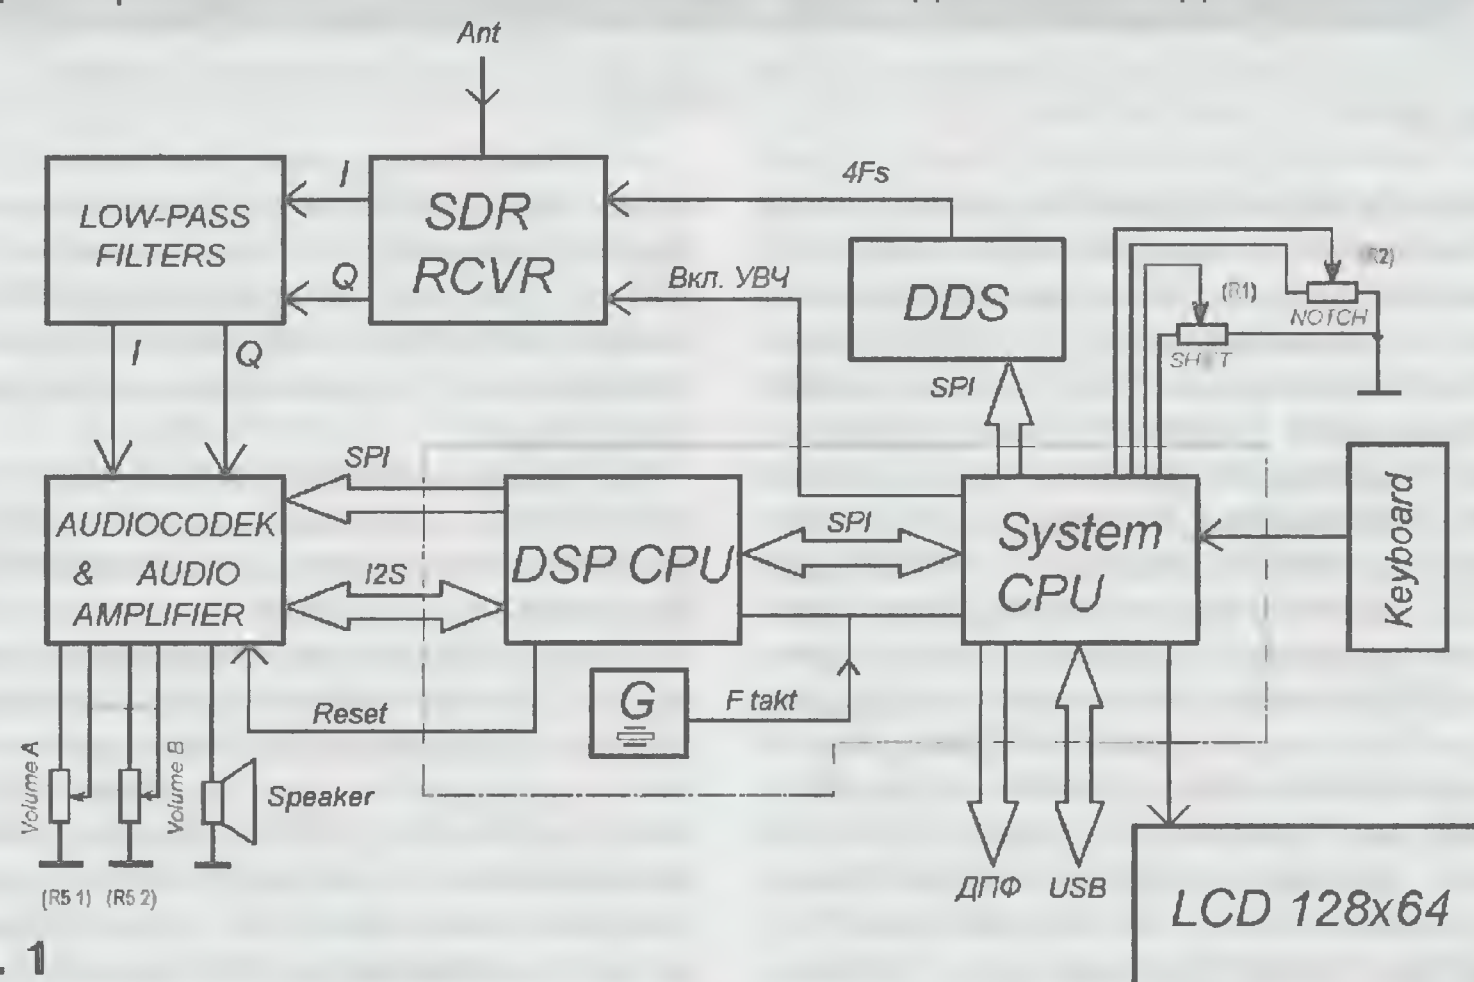 Ant
I
SDR
RCVR
4Fs
LOW-PASS
FILTERS
Q
Вкл. УВЧ
DDS
(R2)
(R1)
NOTCH
I
Q
SPI
SPI
AUDIOCODEK
& AUDIO
AMPLIFIER
I2S
DSP CPU
SPI
System
CPU
Keyboard
Reset
G
F takt
Volume A
Volume B
Speaker
(R5.1)
(R5.2)
ДПФ
USB
LCD 128x64
. 1